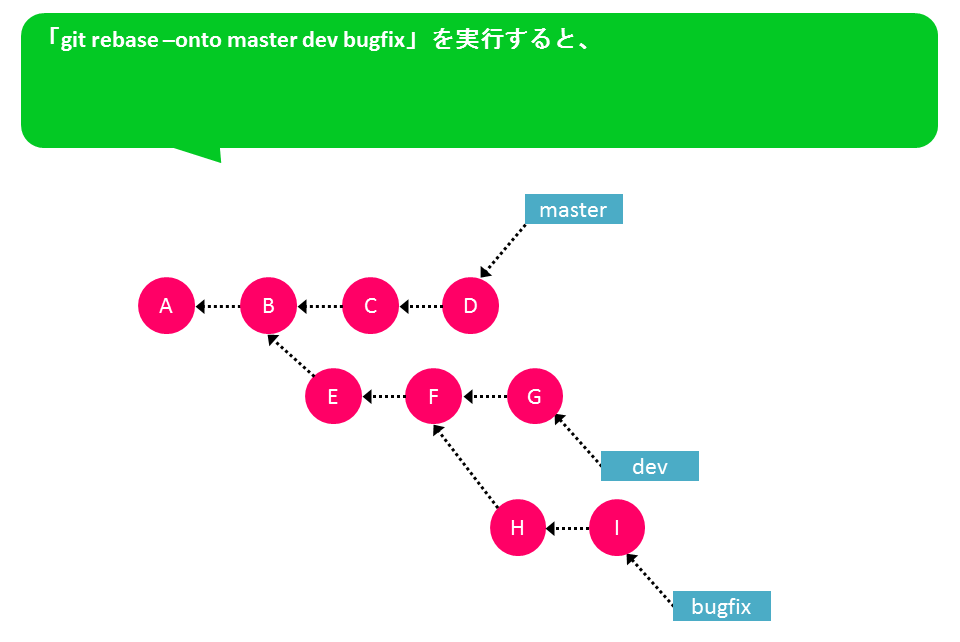 「git rebase –onto master dev bugfix」を実行すると、
master
A
B
C
D
E
F
G
dev
H
I
bugfix